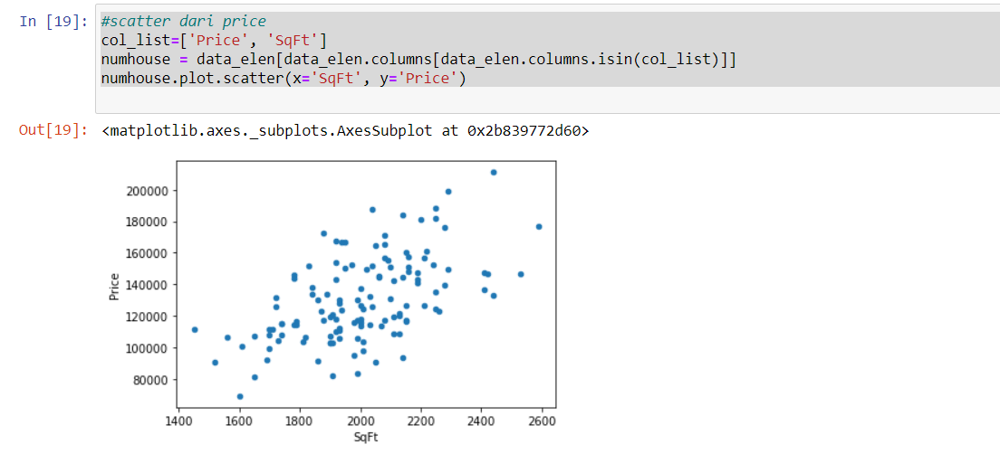 In [19]: #scatter dari price
col_list=['Price', 'SqFt']
numhouse = data_elen[data_elen.columns[data_elen.columns.isin(col_list)]]
numhouse.plot.scatter(x='SqFt', y='Price')
Out[19]: <matplotlib.axes._subplots.AxesSubplot at 0x2b839772d60>
200000
180000
160000
140000
120000
100000
80000
Price
1400 1600 1800 2000 2200 2400 2600
SqFt